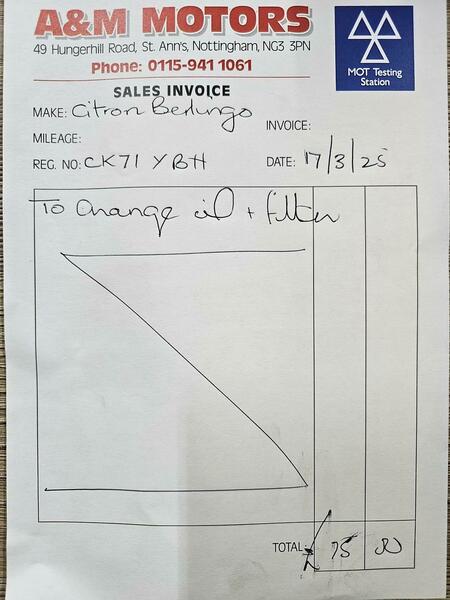 A&M MOTORS
49 Hungerhill Road, St. Ann's, Nottingham, NG3 3PN
Phone: 0115-941 1061
MOT Testing
Station
SALES INVOICE
MAKE: Citron Berlingo
INVOICE:
MILEAGE:
REG. NO: CK71 YBH
DATE: 17/3/25
To Change oil + filter
TOTAL: £ 75 00